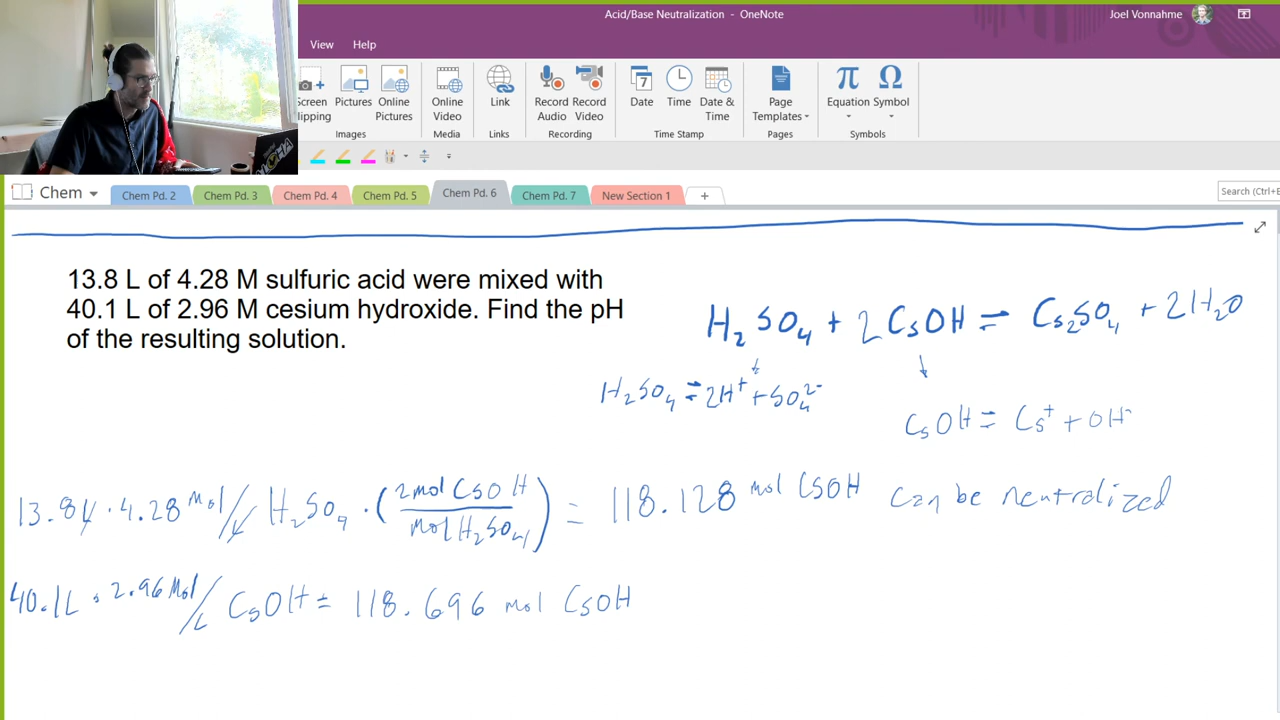 Acid/Base Neutralization - OneNote
Joel Vonnahme
View Help
Screen Clipping
Pictures
Online Pictures
Online Video
Link
Record Audio
Record Video
Date
Time
Date & Time
Page Templates
Equation
Symbol
Images
Media
Links
Recording
Time Stamp
Pages
Symbols
Chem
Chem Pd. 2
Chem Pd. 3
Chem Pd. 4
Chem Pd. 5
Chem Pd. 6
Chem Pd. 7
New Section 1
+
Search (Ctrl+E
13.8 L of 4.28 M sulfuric acid were mixed with
40.1 L of 2.96 M cesium hydroxide. Find the pH
of the resulting solution.
H₂SO₄ + 2CsOH ⇌ Cs₂SO₄ + 2H₂O
H₂SO₄ ⇌ 2H⁺ + SO₄²⁻
CsOH ⇌ Cs⁺ + OH⁻
13.8L · 4.28 mol/L H₂SO₄ · (2mol CsOH / mol H₂SO₄) = 118.128 mol CsOH can be neutralized
40.1L · 2.96 mol/L CsOH = 118.696 mol CsOH